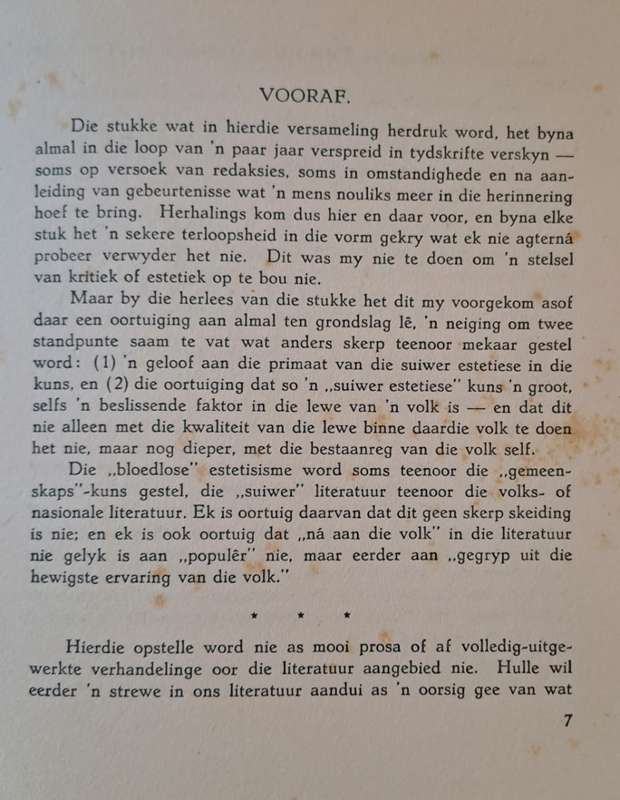 VOORAF.
Die stukke wat in hierdie versameling herdruk word, het byna
almal in die loop van 'n paar jaar verspreid in tydskrifte verskyn —
soms op versoek van redaksies, soms in omstandighede en na aan-
leiding van gebeurtenisse wat 'n mens nouliks meer in die herinnering
hoef te bring. Herhalings kom dus hier en daar voor, en byna elke
stuk het 'n sekere terloopsheid in die vorm gekry wat ek nie agterná
probeer verwyder het nie. Dit was my nie te doen om 'n stelsel
van kritiek of estetiek op te bou nie.
Maar by die herlees van die stukke het dit my voorgekom asof
daar een oortuiging aan almal ten grondslag lê, 'n neiging om twee
standpunte saam te vat wat anders skerp teenoor mekaar gestel
word: (1) 'n geloof aan die primaat van die suiwer estetiese in die
kuns, en (2) die oortuiging dat so 'n „suiwer estetiese" kuns 'n groot,
selfs 'n beslissende faktor in die lewe van 'n volk is — en dat dit
nie alleen met die kwaliteit van die lewe binne daardie volk te doen
het nie, maar nog dieper, met die bestaanreg van die volk self.
Die „bloedlose" estetisisme word soms teenoor die „gemeen-
skaps"-kuns gestel, die „suiwer" literatuur teenoor die volks- of
nasionale literatuur. Ek is oortuig daarvan dat dit geen skerp skeiding
is nie; en ek is ook oortuig dat „ná aan die volk" in die literatuur
nie gelyk is aan „populêr" nie, maar eerder aan „gegryp uit die
hewigste ervaring van die volk."
* * *
Hierdie opstelle word nie as mooi prosa of af volledig-uitge-
werkte verhandelinge oor die literatuur aangebied nie. Hulle wil
eerder 'n strewe in ons literatuur aandui as 'n oorsig gee van wat
7